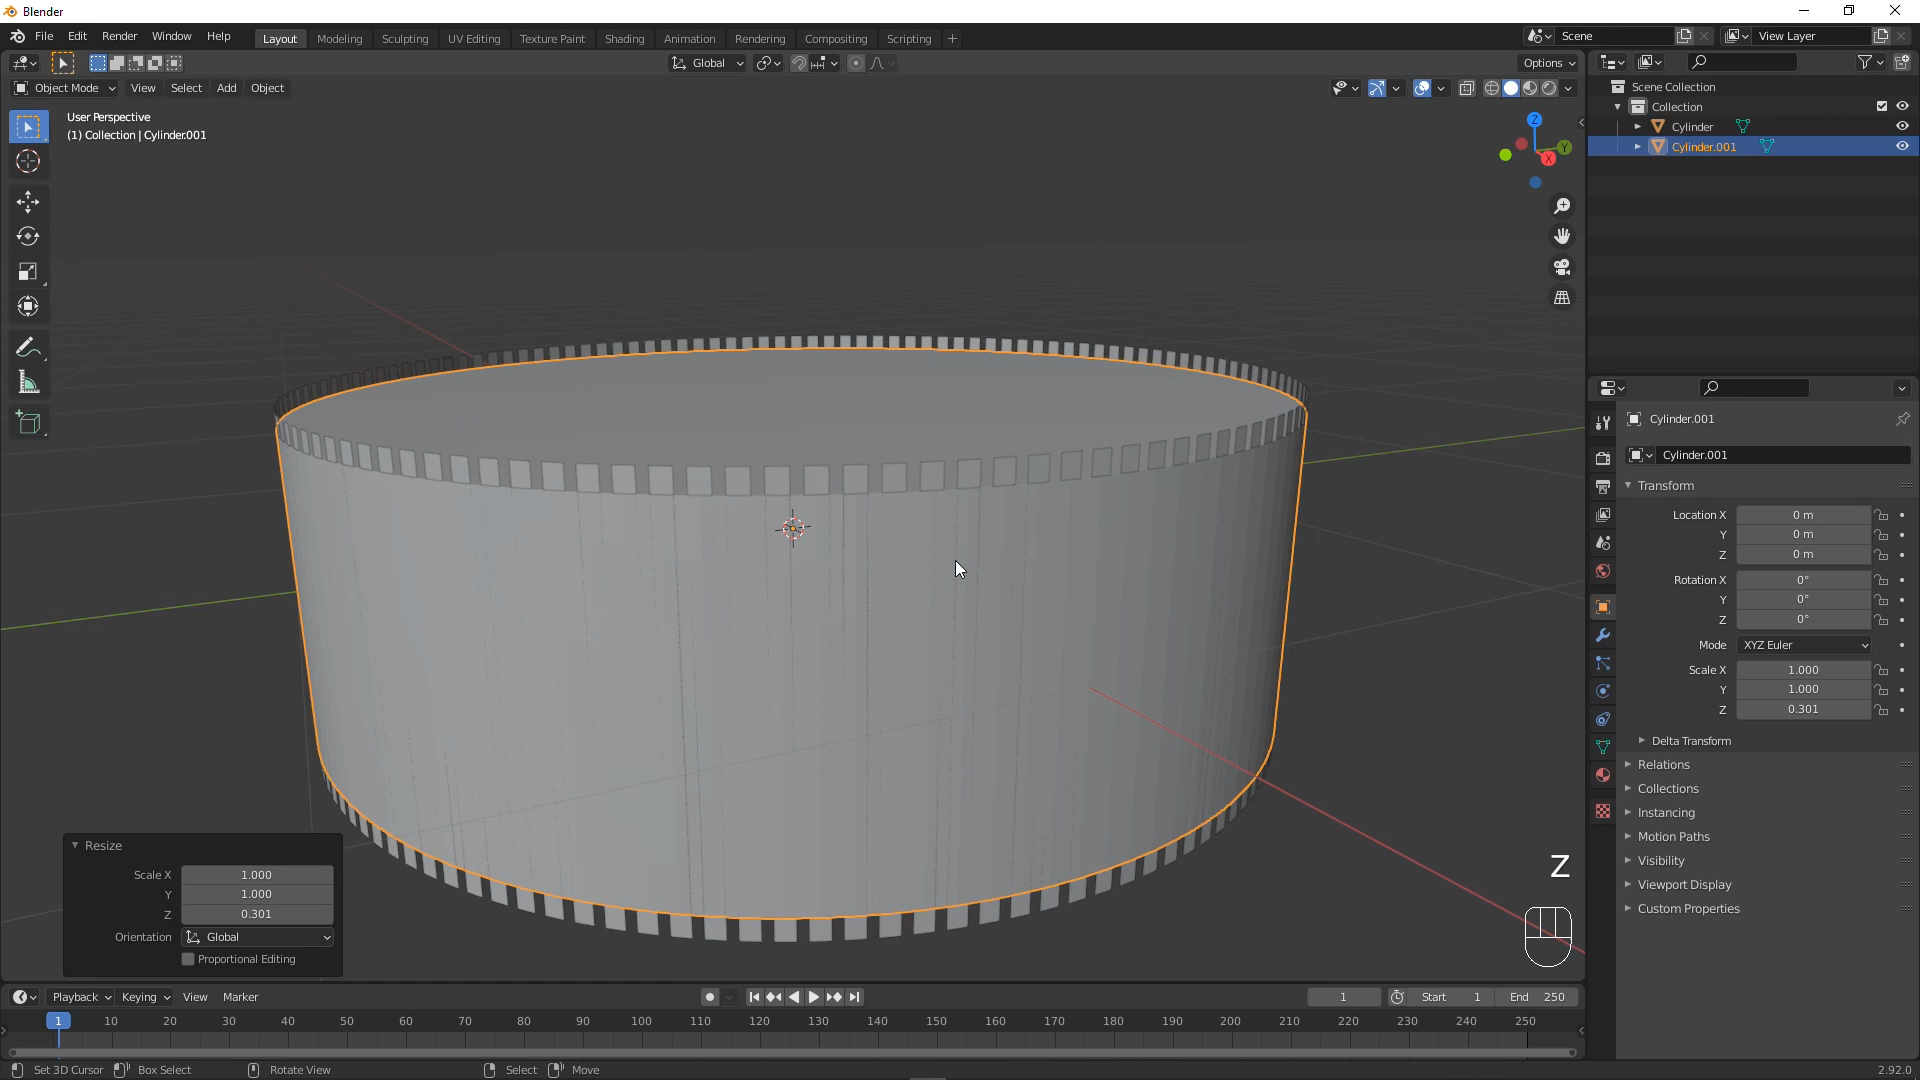 Blender
File Edit Render Window Help Layout Modeling Sculpting UV Editing Texture Paint Shading Animation Rendering Compositing Scripting + Scene View Layer
Global Options
Object Mode View Select Add Object
User Perspective
(1) Collection | Cylinder.001
Z
Y
X
Scene Collection
Collection
Cylinder
Cylinder.001
Cylinder.001
Cylinder.001
Transform
Location X 0 m
Y 0 m
Z 0 m
Rotation X 0°
Y 0°
Z 0°
Mode XYZ Euler
Scale X 1.000
Y 1.000
Z 0.301
Delta Transform
Relations
Collections
Instancing
Motion Paths
Visibility
Viewport Display
Custom Properties
Resize
Scale X 1.000
Y 1.000
Z 0.301
Orientation Global
Proportional Editing
Z
Playback Keying View Marker 1 Start 1 End 250
1 10 20 30 40 50 60 70 80 90 100 110 120 130 140 150 160 170 180 190 200 210 220 230 240 250
Set 3D Cursor Box Select Rotate View Select Move 2.92.0